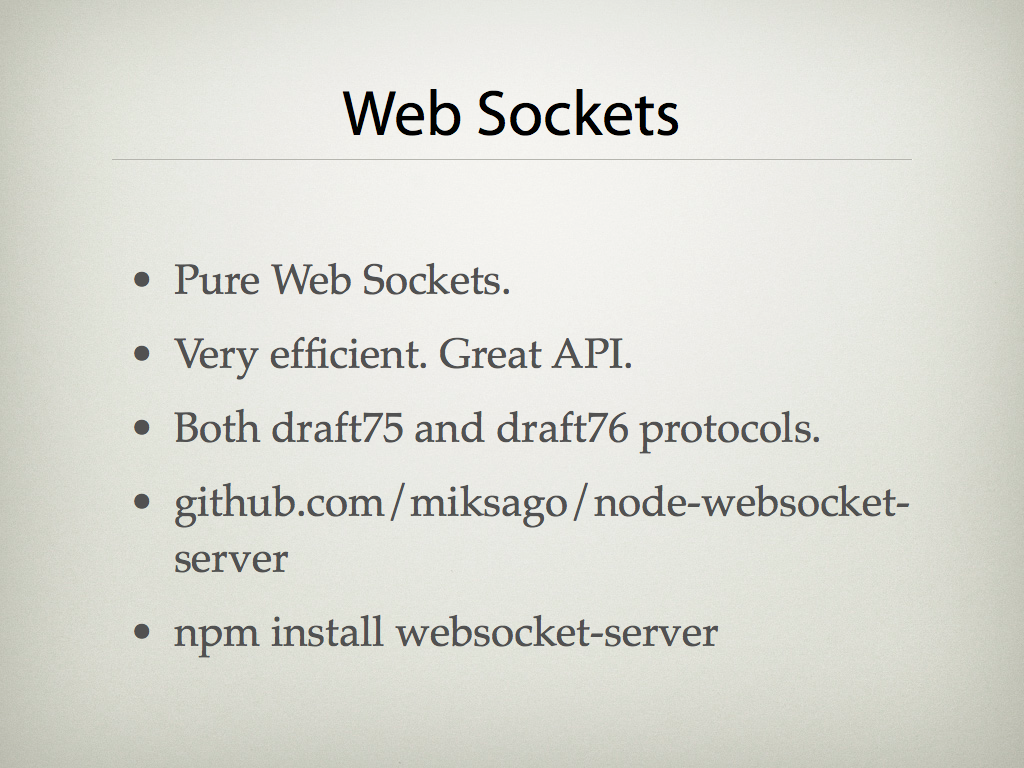 Web Sockets
• Pure Web Sockets.
• Very efficient. Great API.
• Both draft75 and draft76 protocols.
• github.com/miksago/node-websocket-
server
• npm install websocket-server